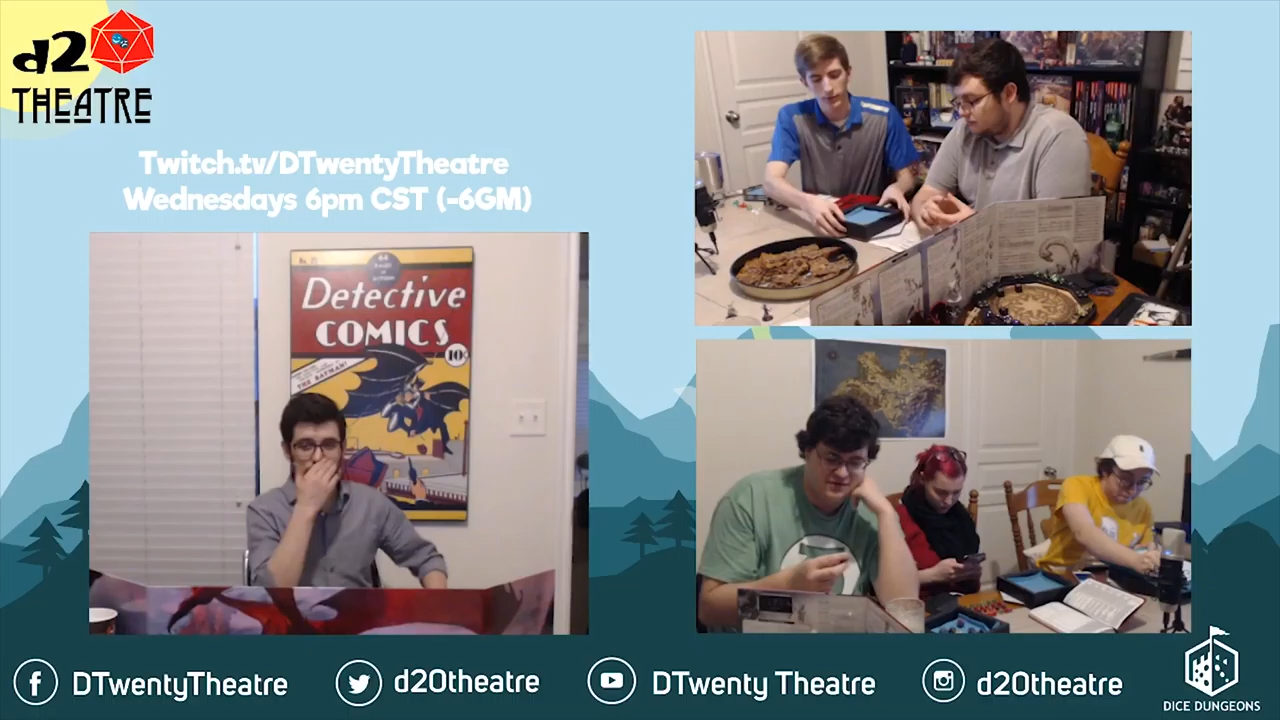 d20
THEATRE
Twitch.tv/DTwentyTheatre
Wednesdays 6pm CST (-6GM)
Detective
COMICS
10¢
THE BATMAN!
DTwentyTheatre
d20theatre
DTwenty Theatre
d20theatre
DICE DUNGEONS